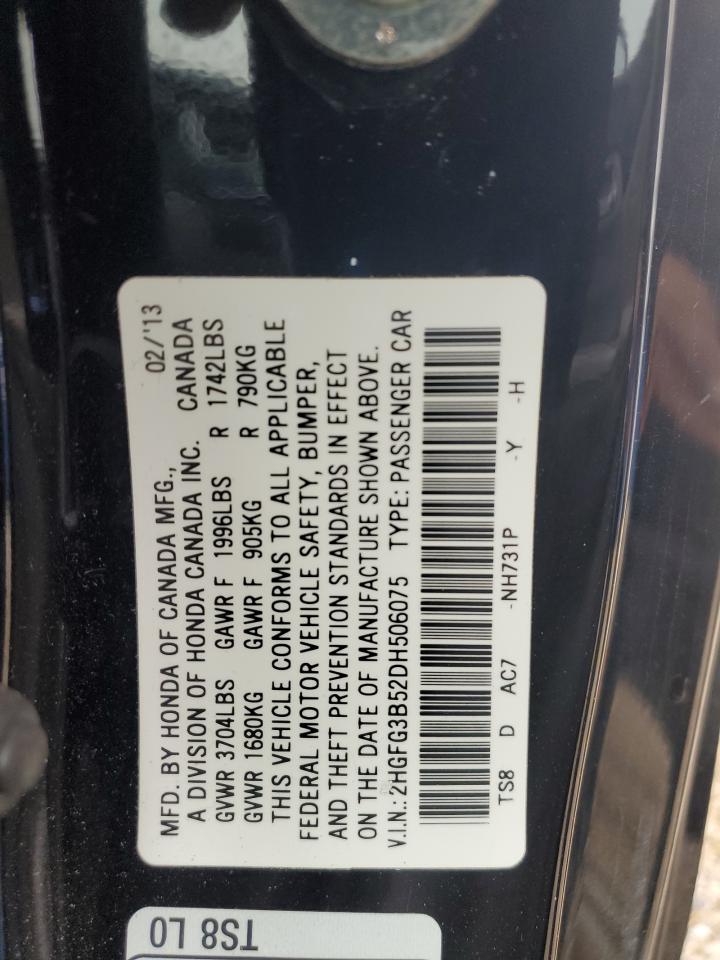 02/'13
MFD. BY HONDA OF CANADA MFG.,
A DIVISION OF HONDA CANADA INC. CANADA
GVWR 3704LBS GAWR F 1996LBS R 1742LBS
GVWR 1680KG GAWR F 905KG R 790KG
THIS VEHICLE CONFORMS TO ALL APPLICABLE
FEDERAL MOTOR VEHICLE SAFETY, BUMPER,
AND THEFT PREVENTION STANDARDS IN EFFECT
ON THE DATE OF MANUFACTURE SHOWN ABOVE.
V.I.N.: 2HGFG3B52DH506075 TYPE: PASSENGER CAR
TS8 D AC7 -NH731P -Y -H
TS8 L0